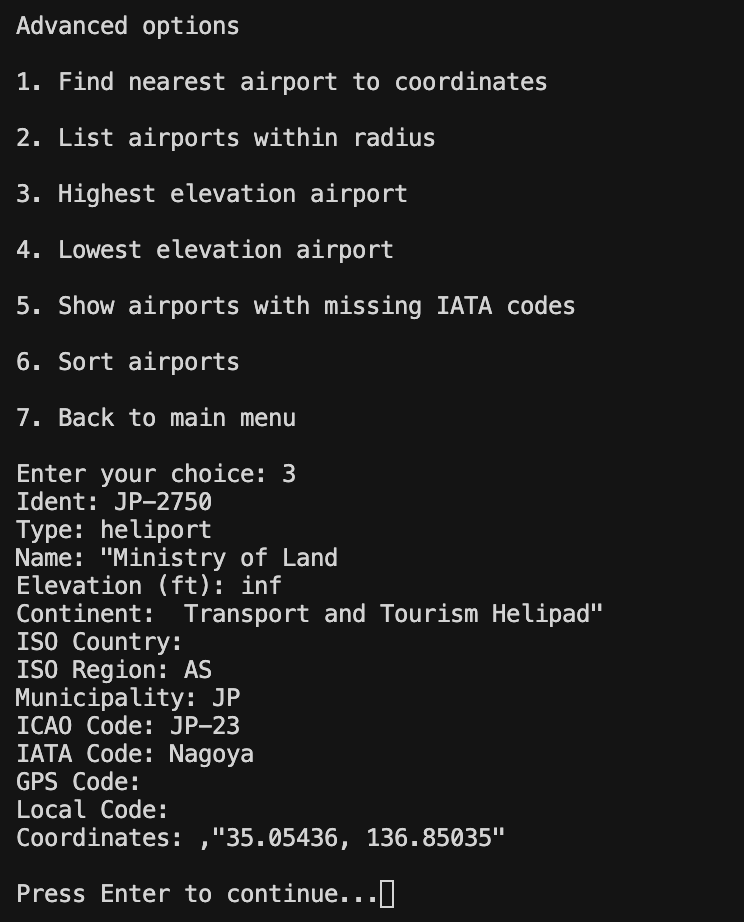 Advanced options
1. Find nearest airport to coordinates
2. List airports within radius
3. Highest elevation airport
4. Lowest elevation airport
5. Show airports with missing IATA codes
6. Sort airports
7. Back to main menu
Enter your choice: 3
Ident: JP-2750
Type: heliport
Name: "Ministry of Land
Elevation (ft): inf
Continent:  Transport and Tourism Helipad"
ISO Country:
ISO Region: AS
Municipality: JP
ICAO Code: JP-23
IATA Code: Nagoya
GPS Code:
Local Code:
Coordinates: ,"35.05436, 136.85035"
Press Enter to continue...